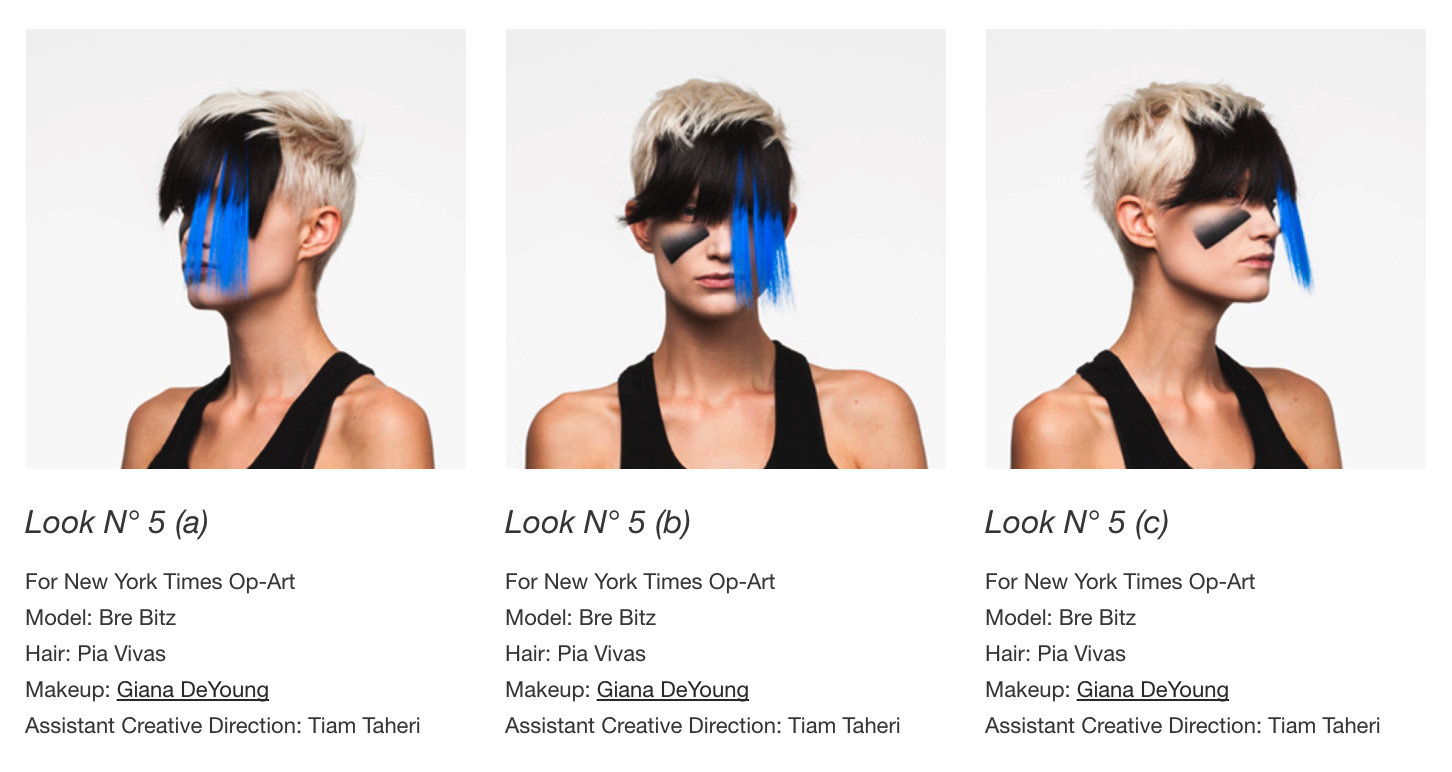 Look N° 5 (a)
For New York Times Op-Art
Model: Bre Bitz
Hair: Pia Vivas
Makeup: Giana DeYoung
Assistant Creative Direction: Tiam Taheri
Look N° 5 (b)
For New York Times Op-Art
Model: Bre Bitz
Hair: Pia Vivas
Makeup: Giana DeYoung
Assistant Creative Direction: Tiam Taheri
Look N° 5 (c)
For New York Times Op-Art
Model: Bre Bitz
Hair: Pia Vivas
Makeup: Giana DeYoung
Assistant Creative Direction: Tiam Taheri